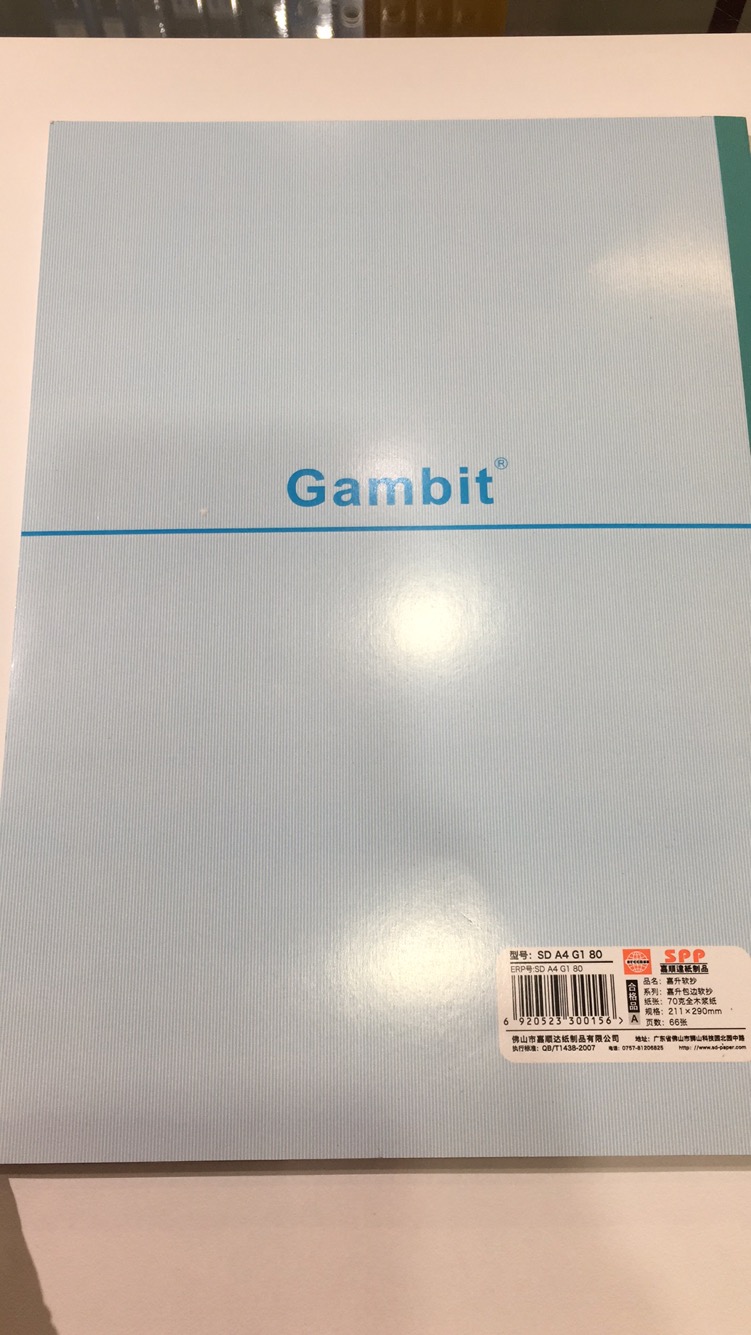 Gambit®
型号：SD A4 G1 80
ERP号:SD A4 G1 80
6 920523 300156 >
合格品 A
SUCCESS
SPP
嘉順達紙制品
品名：嘉升软抄
系列：嘉升包边软抄
纸张：70克全木浆纸
规格：211×290mm
页数：66张
佛山市嘉顺达纸制品有限公司
地址：广东省佛山市狮山科技园北园中路
执行标准：QB/T1438-2007
电话：0757-81206825
http：//www.sd-paper.com